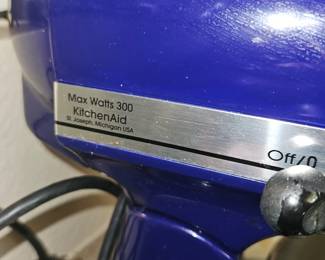 Max Watts 300
KitchenAid
St. Joseph, Michigan USA
Off/0